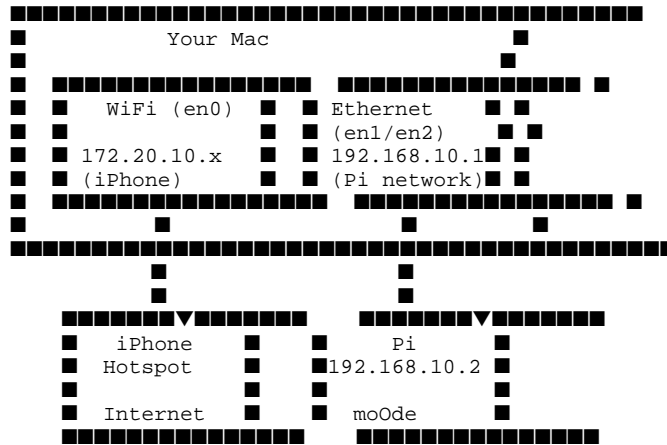 Your Mac
WiFi (en0) Ethernet
(en1/en2)
172.20.10.x 192.168.10.1
(iPhone) (Pi network)
iPhone Pi
Hotspot 192.168.10.2
Internet moOde